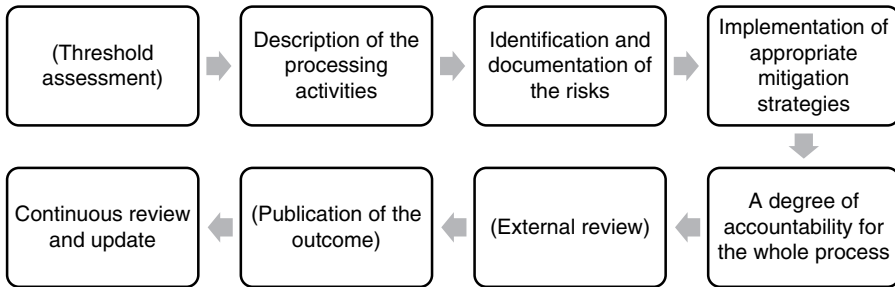 (Threshold
assessment)
Description of the
processing
activities
Identification and
documentation of
the risks
Implementation of
appropriate
mitigation
strategies
A degree of
accountability for
the whole process
(External review)
(Publication of the
outcome)
Continuous review
and update